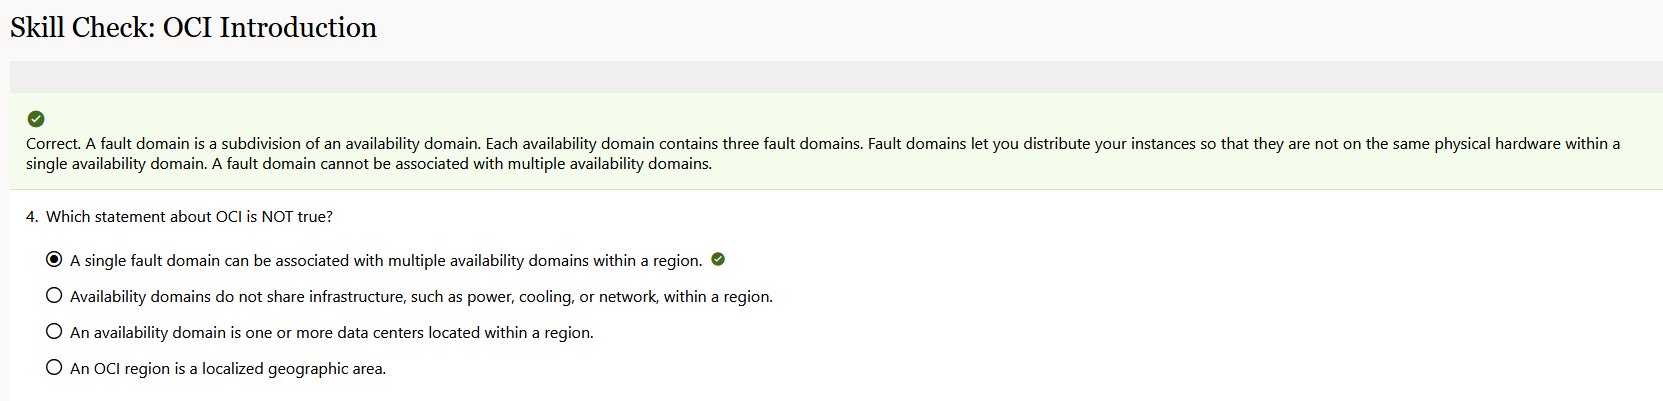 Skill Check: OCI Introduction
Correct. A fault domain is a subdivision of an availability domain. Each availability domain contains three fault domains. Fault domains let you distribute your instances so that they are not on the same physical hardware within a
single availability domain. A fault domain cannot be associated with multiple availability domains.
4. Which statement about OCI is NOT true?
A single fault domain can be associated with multiple availability domains within a region.
Availability domains do not share infrastructure, such as power, cooling, or network, within a region.
An availability domain is one or more data centers located within a region.
An OCI region is a localized geographic area.